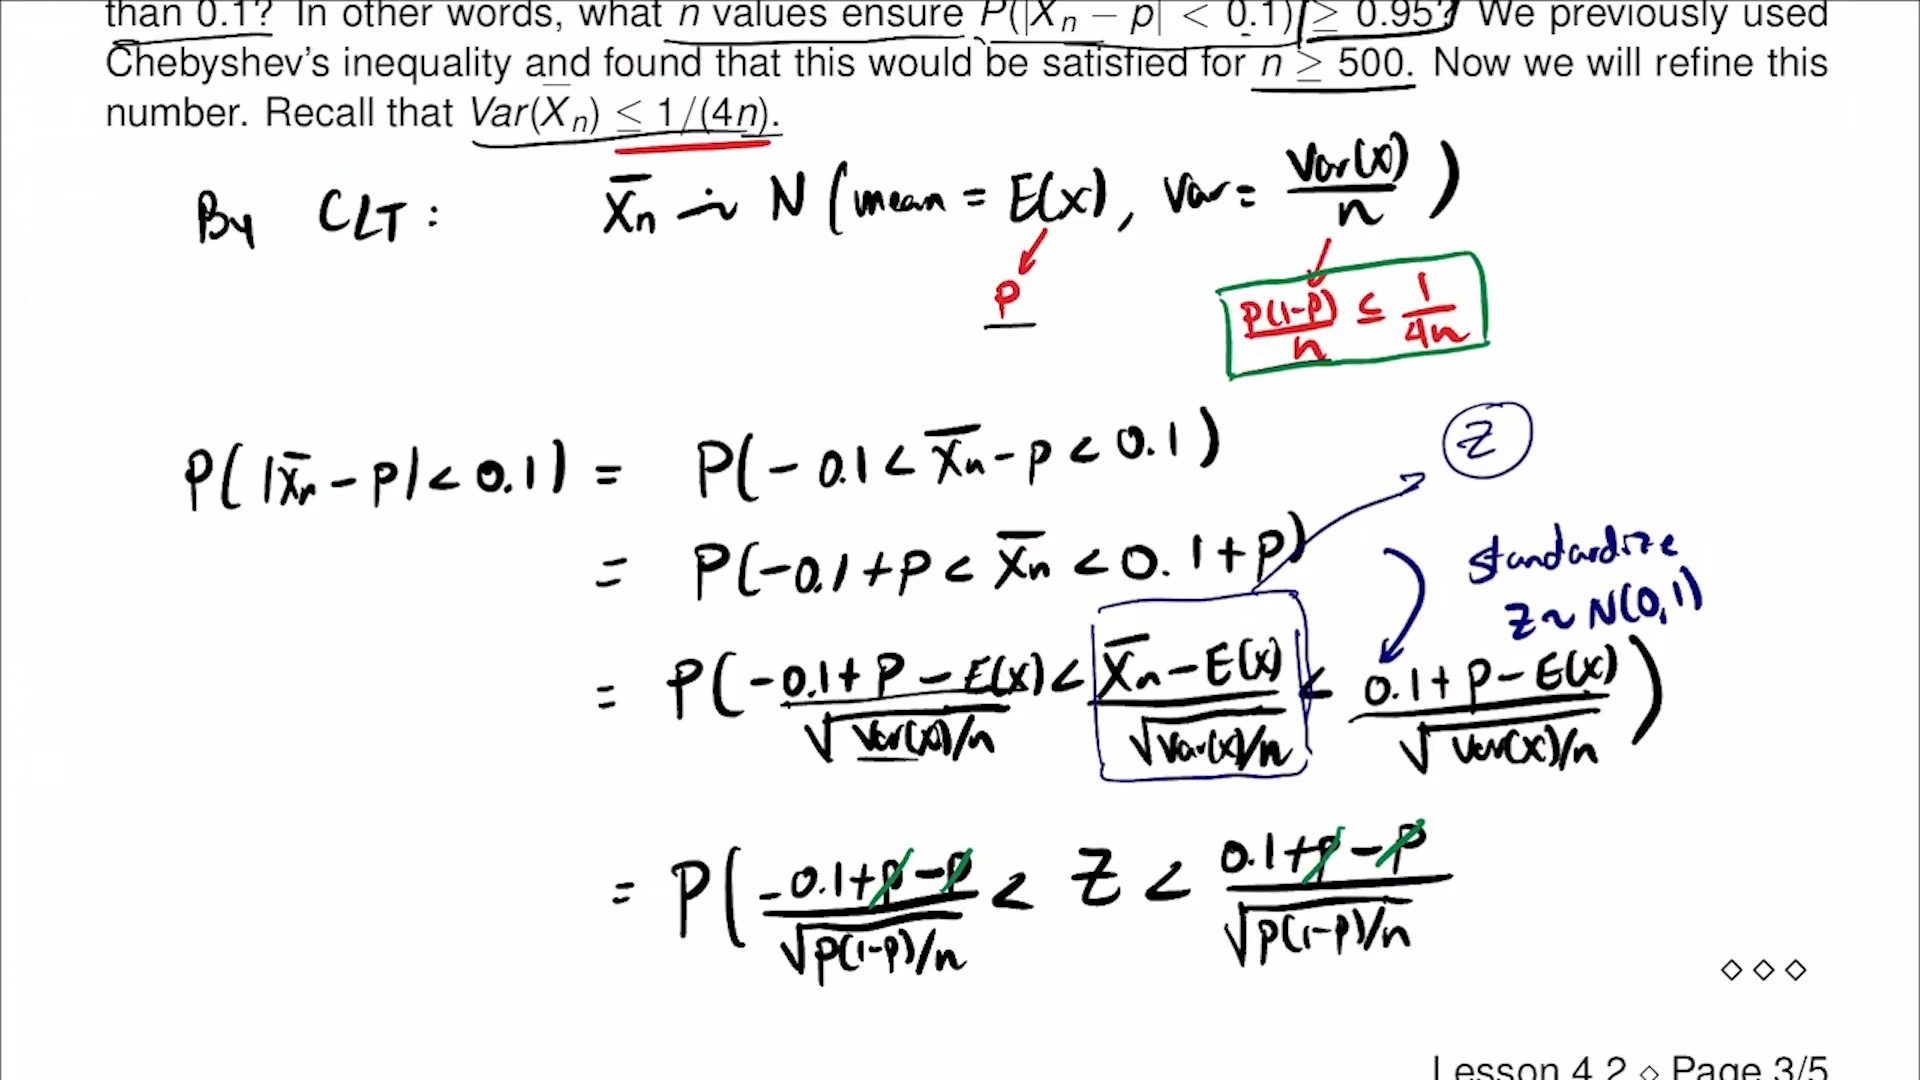 than 0.1? In other words, what n values ensure P(|X̄n − p| < 0.1) ≥ 0.95? We previously used
Chebyshev's inequality and found that this would be satisfied for n ≥ 500. Now we will refine this
number. Recall that Var(X̄n) ≤ 1/(4n).
By CLT: X̄n ∼ N(mean = E(X), Var = Var(X)/n)
p
p(1-p)/n ≤ 1/4n
Z
P(|X̄n - p| < 0.1) = P(-0.1 < X̄n - p < 0.1)
= P(-0.1 + p < X̄n < 0.1 + p)
standardize
Z ~ N(0,1)
= P((-0.1 + p - E(X))/√(Var(X)/n) < (X̄n - E(X))/√(Var(X)/n) < (0.1 + p - E(X))/√(Var(X)/n))
= P((-0.1 + p - p)/√(p(1-p)/n) < Z < (0.1 + p - p)/√(p(1-p)/n)
◇ ◇ ◇
Lesson 4.2 ◇ Page 3/5